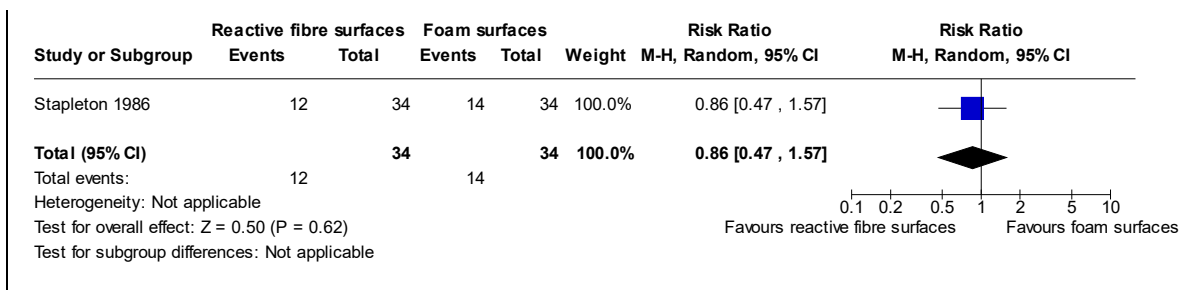 Reactive fibre surfaces Foam surfaces Risk Ratio Risk Ratio
Study or Subgroup Events Total Events Total Weight M-H, Random, 95% CI M-H, Random, 95% CI
Stapleton 1986 12 34 14 34 100.0% 0.86 [0.47 , 1.57]
Total (95% CI) 34 34 100.0% 0.86 [0.47 , 1.57]
Total events: 12 14
Heterogeneity: Not applicable
0.1 0.2 0.5 1 2 5 10
Test for overall effect: Z = 0.50 (P = 0.62) Favours reactive fibre surfaces Favours foam surfaces
Test for subgroup differences: Not applicable